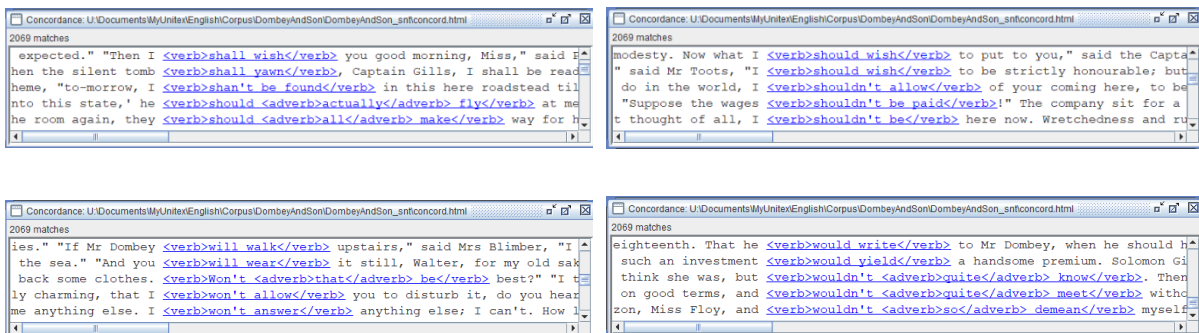 Concordance: U:\Documents\MyUnitex\English\Corpus\DombeyAndSon\DombeyAndSon_snt\concord.html
2069 matches
expected." "Then I <verb>shall wish</verb> you good morning, Miss," said
hen the silent tomb <verb>shall yawn</verb>, Captain Gills, I shall be read
heme, "to-morrow, I <verb>shan't be found</verb> in this here roadstead til
nto this state,' he <verb>should <adverb>actually</adverb> fly</verb> at me
he room again, they <verb>should <adverb>all</adverb> make</verb> way for h
Concordance: U:\Documents\MyUnitex\English\Corpus\DombeyAndSon\DombeyAndSon_snt\concord.html
2069 matches
modesty. Now what I <verb>should wish</verb> to put to you," said the Capta
" said Mr Toots, "I <verb>should wish</verb> to be strictly honourable; but
do in the world, I <verb>shouldn't allow</verb> of your coming here, to be
"Suppose the wages <verb>shouldn't be paid</verb>!" The company sit for a
t thought of all, I <verb>shouldn't be</verb> here now. Wretchedness and ru
Concordance: U:\Documents\MyUnitex\English\Corpus\DombeyAndSon\DombeyAndSon_snt\concord.html
2069 matches
ies." "If Mr Dombey <verb>will walk</verb> upstairs," said Mrs Blimber, "I
the sea." "And you <verb>will wear</verb> it still, Walter, for my old sak
back some clothes. <verb>Won't <adverb>that</adverb> be</verb> best?" "I t
ly charming, that I <verb>won't allow</verb> you to disturb it, do you hear
me anything else. I <verb>won't answer</verb> anything else; I can't. How l
Concordance: U:\Documents\MyUnitex\English\Corpus\DombeyAndSon\DombeyAndSon_snt\concord.html
2069 matches
eighteenth. That he <verb>would write</verb> to Mr Dombey, when he should h
such an investment <verb>would yield</verb> a handsome premium. Solomon Gi
think she was, but <verb>wouldn't <adverb>quite</adverb> know</verb>. Then
on good terms, and <verb>wouldn't <adverb>quite</adverb> meet</verb> witho
zon, Miss Floy, and <verb>wouldn't <adverb>so</adverb> demean</verb> myself